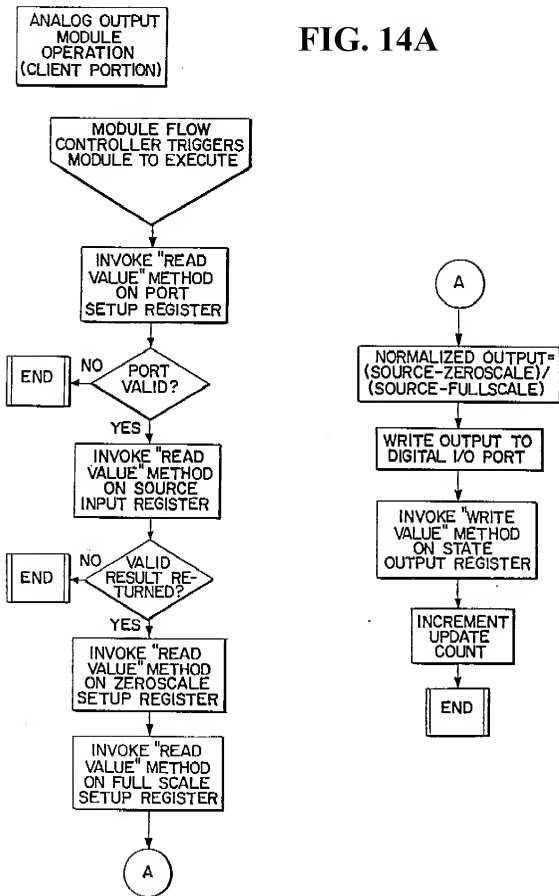 ANALOG OUTPUT
MODULE
OPERATION
(CLIENT PORTION)
FIG. 14A
MODULE FLOW
CONTROLLER TRIGGERS
MODULE TO EXECUTE
INVOKE "READ
VALUE" METHOD
ON PORT
SETUP REGISTER
PORT
VALID?
NO
END
YES
INVOKE "READ
VALUE" METHOD
ON SOURCE
INPUT REGISTER
VALID
RESULT RE-
TURNED?
NO
END
YES
INVOKE "READ
VALUE" METHOD
ON ZEROSCALE
SETUP REGISTER
INVOKE "READ
VALUE" METHOD
ON FULL SCALE
SETUP REGISTER
A
A
NORMALIZED OUTPUT=
(SOURCE-ZEROSCALE)/
(SOURCE-FULLSCALE)
WRITE OUTPUT TO
DIGITAL I/O PORT
INVOKE "WRITE
VALUE" METHOD
ON STATE
OUTPUT REGISTER
INCREMENT
UPDATE
COUNT
END